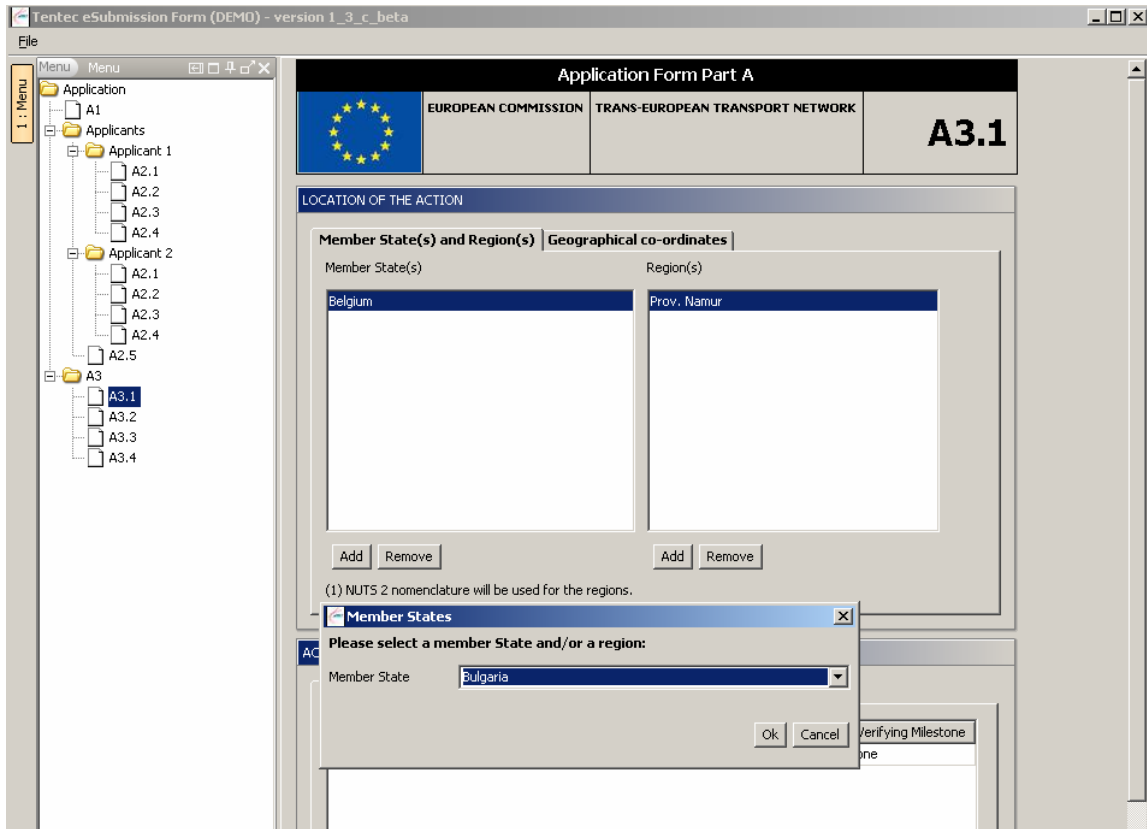 Tentec eSubmission Form (DEMO) - version 1_3_c_beta
File
1 : Menu
Menu Menu
Application
A1
Applicants
Applicant 1
A2.1
A2.2
A2.3
A2.4
Applicant 2
A2.1
A2.2
A2.3
A2.4
A2.5
A3
A3.1
A3.2
A3.3
A3.4
Application Form Part A
EUROPEAN COMMISSION
TRANS-EUROPEAN TRANSPORT NETWORK
A3.1
LOCATION OF THE ACTION
Member State(s) and Region(s)
Geographical co-ordinates
Member State(s)
Region(s)
Belgium
Prov. Namur
Add Remove
Add Remove
(1) NUTS 2 nomenclature will be used for the regions.
Member States
Please select a member State and/or a region:
Member State Bulgaria
Ok Cancel
Verifying Milestone